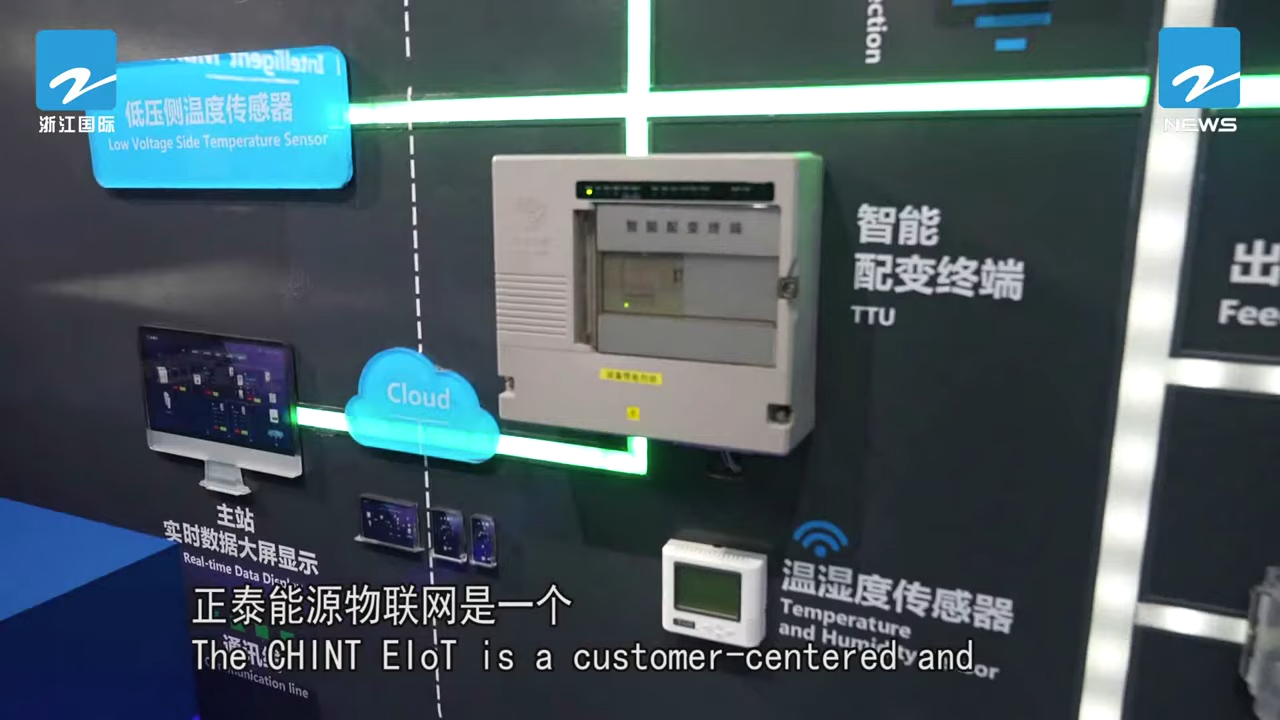 浙江国际
NEWS
ction
低压侧温度传感器
Low Voltage Side Temperature Sensor
智能配变终端
智能
配变终端
TTU
出
Fee
Cloud
主站
实时数据大屏显示
Real-time Data Displ
温湿度传感器
Temperature
and Humidity
通讯
munication line
正泰能源物联网是一个
The CHINT EIoT is a customer-centered and